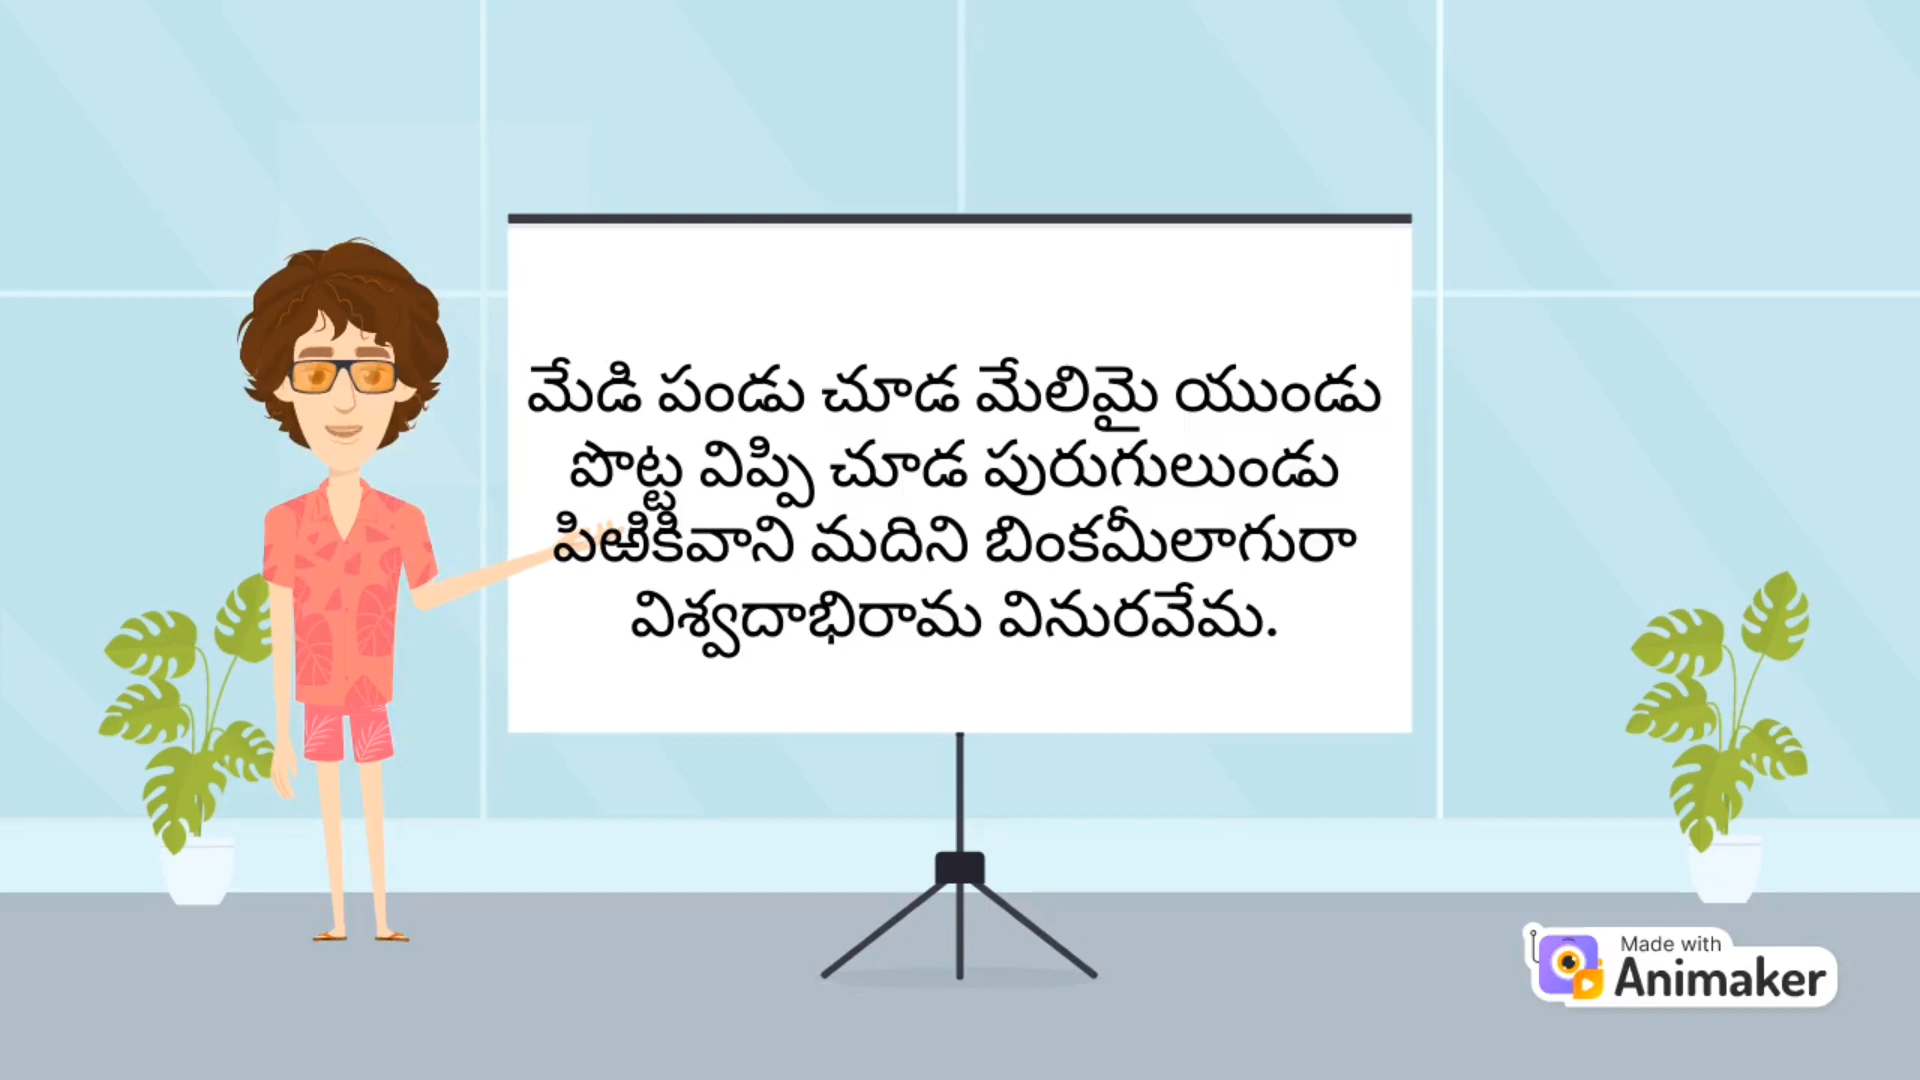 మేడి పండు చూడ మేలిమై యుండు
పొట్ట విప్పి చూడ పురుగులుండు
పిఱికివాని మదిని బింకమీలాగురా
విశ్వదాభిరామ వినురవేమ.
Made with
Animaker